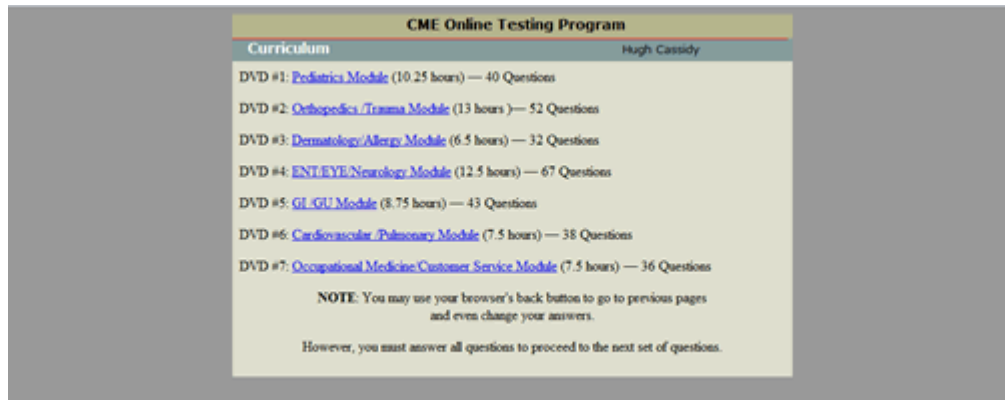 CME Online Testing Program
Curriculum Hugh Cassidy
DVD #1: Pediatrics Module (10.25 hours) — 40 Questions
DVD #2: Orthopedics /Trauma Module (13 hours )— 52 Questions
DVD #3: Dermatology/Allergy Module (6.5 hours) — 32 Questions
DVD #4: ENT/EYE/Neurology Module (12.5 hours) — 67 Questions
DVD #5: GI /GU Module (8.75 hours) — 43 Questions
DVD #6: Cardiovascular /Pulmonary Module (7.5 hours) — 38 Questions
DVD #7: Occupational Medicine/Customer Service Module (7.5 hours) — 36 Questions
NOTE: You may use your browser's back button to go to previous pages
and even change your answers.
However, you must answer all questions to proceed to the next set of questions.